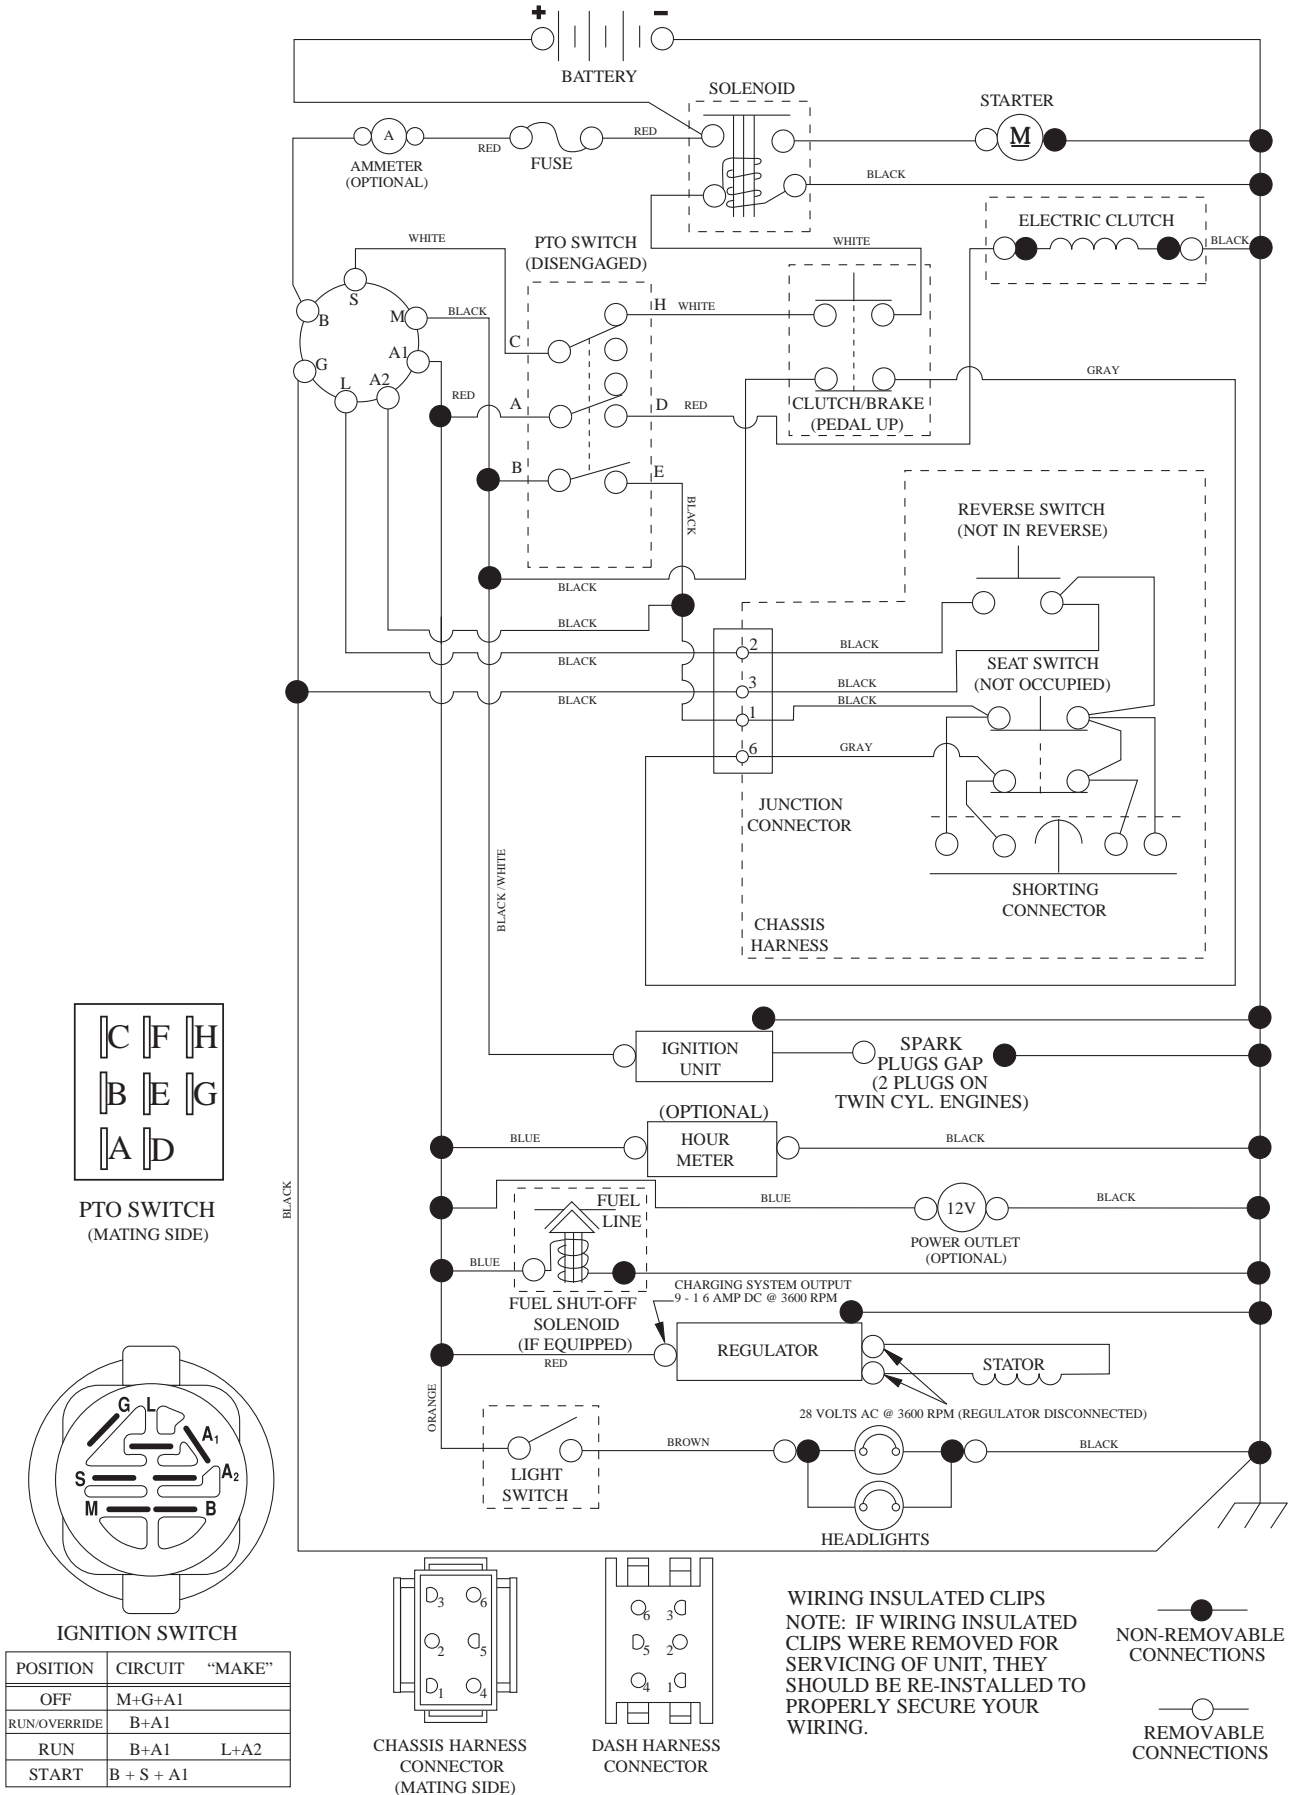 + –
BATTERY
SOLENOID
STARTER
M
A
AMMETER
(OPTIONAL)
RED
FUSE
RED
BLACK
ELECTRIC CLUTCH
BLACK
WHITE
PTO SWITCH
(DISENGAGED)
WHITE
S
B
M
BLACK
G
A1
L
A2
C
H
WHITE
RED
A
D
RED
B
E
BLACK
CLUTCH/BRAKE
(PEDAL UP)
GRAY
REVERSE SWITCH
(NOT IN REVERSE)
BLACK
BLACK
BLACK
2
BLACK
SEAT SWITCH
(NOT OCCUPIED)
3
BLACK
BLACK
BLACK
1
6
GRAY
JUNCTION
CONNECTOR
BLACK/WHITE
SHORTING
CONNECTOR
CHASSIS
HARNESS
C F H
B E G
A D
PTO SWITCH
(MATING SIDE)
BLACK
IGNITION
UNIT
SPARK
PLUGS GAP
(2 PLUGS ON
TWIN CYL. ENGINES)
(OPTIONAL)
BLUE
HOUR
METER
BLACK
BLUE
12V
BLACK
POWER OUTLET
(OPTIONAL)
FUEL
LINE
BLUE
FUEL SHUT-OFF
SOLENOID
(IF EQUIPPED)
CHARGING SYSTEM OUTPUT
9 - 1 6 AMP DC @ 3600 RPM
RED
REGULATOR
STATOR
28 VOLTS AC @ 3600 RPM (REGULATOR DISCONNECTED)
ORANGE
LIGHT
SWITCH
BROWN
BLACK
HEADLIGHTS
G L
A1
S
A2
M
B
IGNITION SWITCH
POSITION CIRCUIT “MAKE”
OFF M+G+A1
RUN/OVERRIDE B+A1
RUN B+A1 L+A2
START B + S + A1
3 6
2 5
1 4
CHASSIS HARNESS
CONNECTOR
(MATING SIDE)
6 3
5 2
4 1
DASH HARNESS
CONNECTOR
WIRING INSULATED CLIPS
NOTE: IF WIRING INSULATED
CLIPS WERE REMOVED FOR
SERVICING OF UNIT, THEY
SHOULD BE RE-INSTALLED TO
PROPERLY SECURE YOUR
WIRING.
NON-REMOVABLE
CONNECTIONS
REMOVABLE
CONNECTIONS